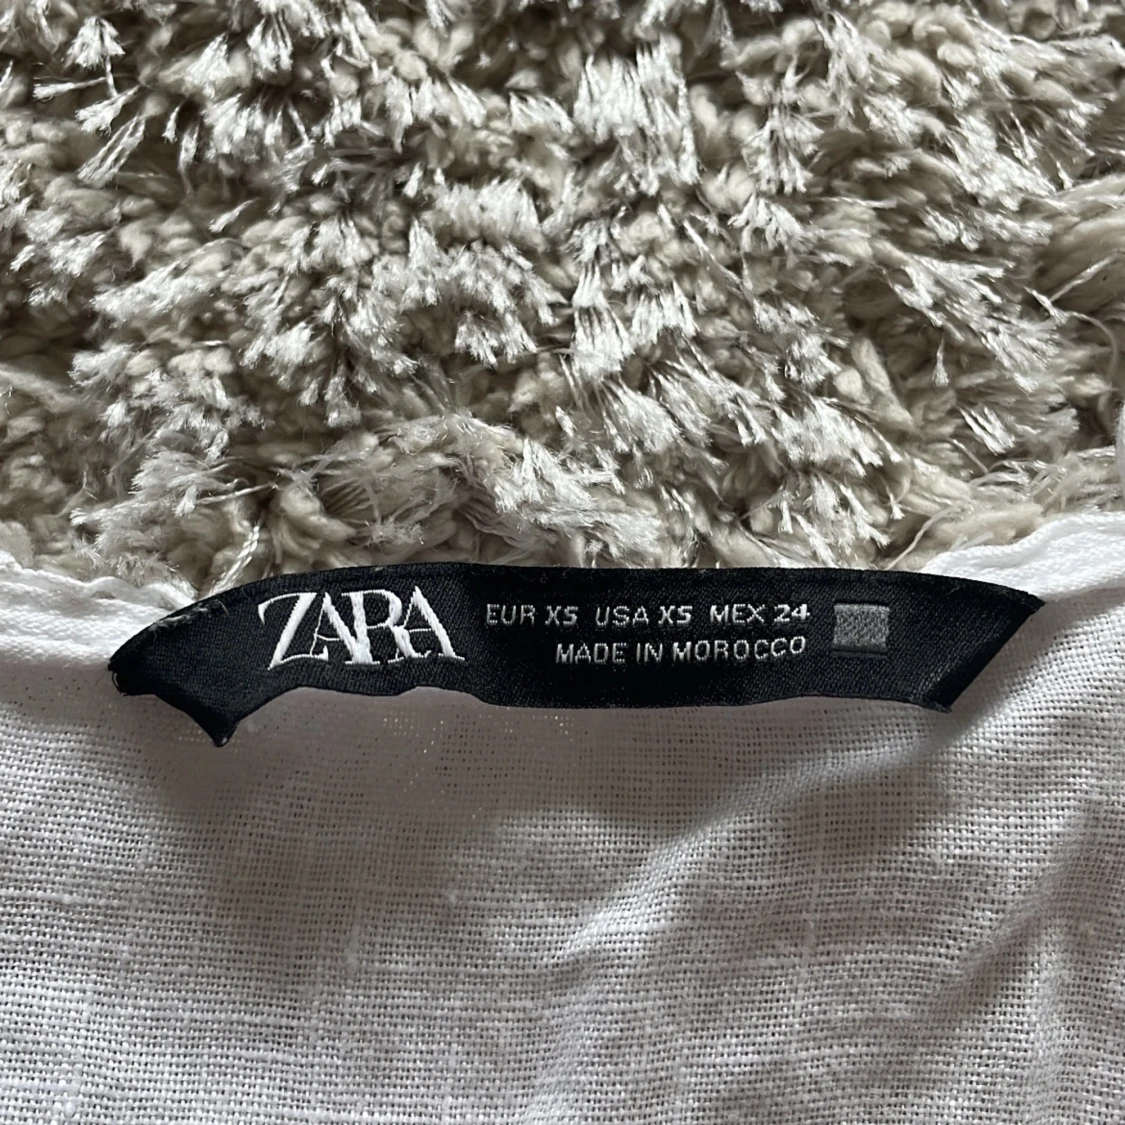 ZARA
EUR XS USA XS MEX 24
MADE IN MOROCCO